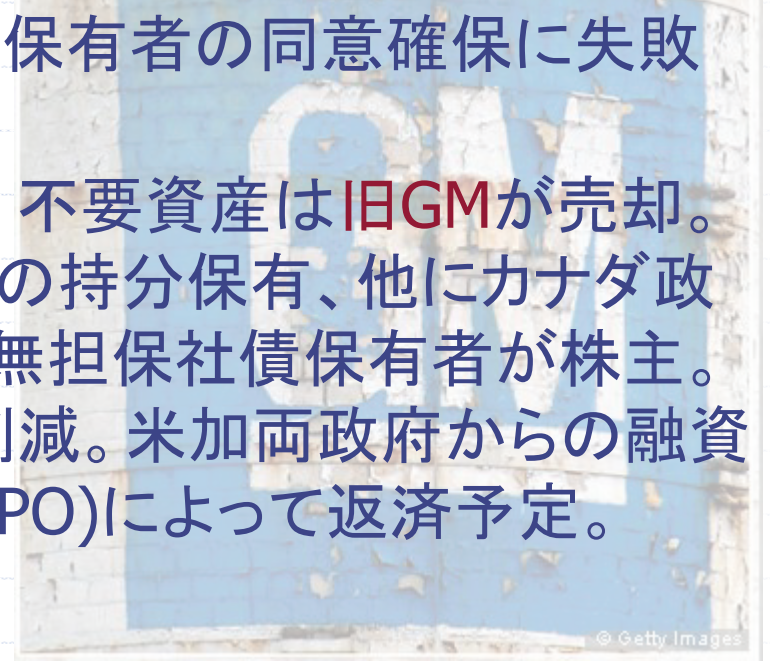 保有者の同意確保に失敗
不要資産は旧GMが売却。
の持分保有、他にカナダ政
無担保社債保有者が株主。
減。米加両政府からの融資
PO)によって返済予定。
GM
© Getty Images